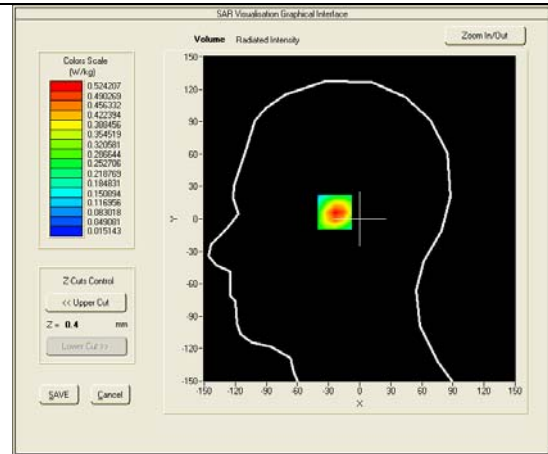 SAR Visualisation Graphical Interface
Volume Radiated Intensity
Zoom In/Out
Colors Scale
(W/kg)
0.524207
0.490269
0.456332
0.422394
0.388456
0.354519
0.320581
0.286644
0.252706
0.218769
0.184831
0.150894
0.116956
0.083018
0.049081
0.015143
Z Cuts Control
<< Upper Cut
Z = 0.4 mm
Lower Cut >>
SAVE Cancel
150
120
90
60
30
0
-30
-60
-90
-120
-150
Y
-150 -120 -90 -60 -30 0 30 60 90 120 150
X